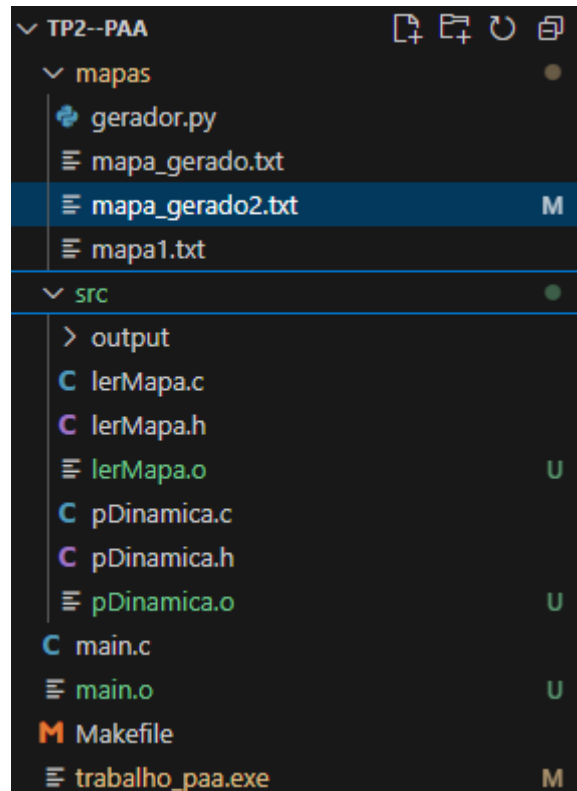 TP2--PAA
mapas
gerador.py
mapa_gerado.txt
mapa_gerado2.txt M
mapa1.txt
src
output
C lerMapa.c
C lerMapa.h
lerMapa.o U
C pDinamica.c
C pDinamica.h
pDinamica.o U
C main.c
main.o U
M Makefile
trabalho_paa.exe M